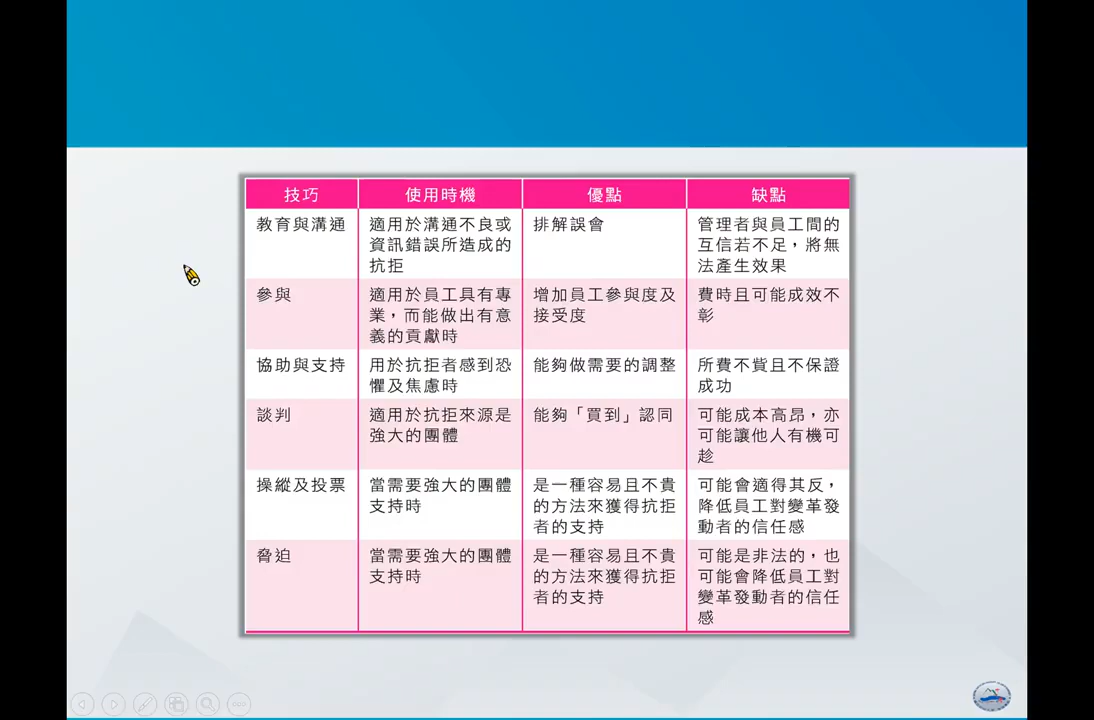 技巧
使用時機
優點
缺點
教育與溝通
適用於溝通不良或
資訊錯誤所造成的
抗拒
排解誤會
管理者與員工間的
互信若不足，將無
法產生效果
參與
適用於員工具有專
業，而能做出有意
義的貢獻時
增加員工參與度及
接受度
費時且可能成效不
彰
協助與支持
用於抗拒者感到恐
懼及焦慮時
能夠做需要的調整
所費不貲且不保證
成功
談判
適用於抗拒來源是
強大的團體
能夠「買到」認同
可能成本高昂，亦
可能讓他人有機可
趁
操縱及投票
當需要強大的團體
支持時
是一種容易且不貴
的方法來獲得抗拒
者的支持
可能會適得其反，
降低員工對變革發
動者的信任感
脅迫
當需要強大的團體
支持時
是一種容易且不貴
的方法來獲得抗拒
者的支持
可能是非法的，也
可能會降低員工對
變革發動者的信任
感